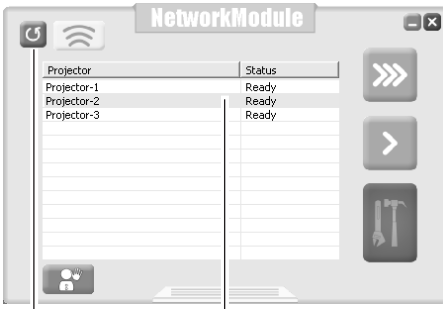 NetworkModule
Projector Status
Projector-1 Ready
Projector-2 Ready
Projector-3 Ready